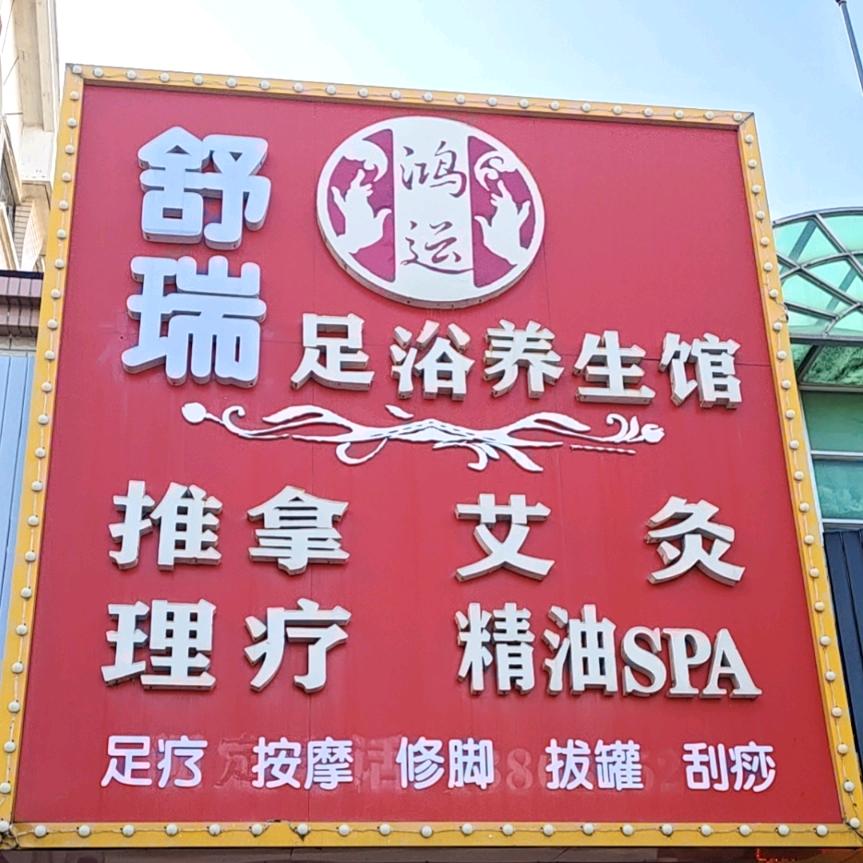 舒瑞
鸿运
足浴养生馆
推拿 艾灸
理疗 精油SPA
足疗 按摩 修脚 拔罐 刮痧